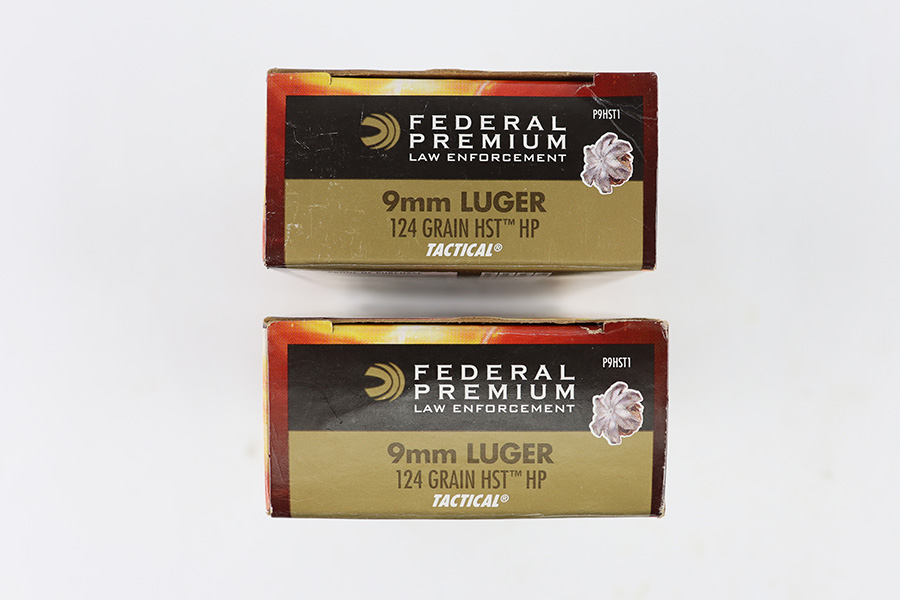 P9HST1
FEDERAL
PREMIUM
LAW ENFORCEMENT
9mm LUGER
124 GRAIN HST™ HP
TACTICAL®
P9HST1
FEDERAL
PREMIUM
LAW ENFORCEMENT
9mm LUGER
124 GRAIN HST™ HP
TACTICAL®